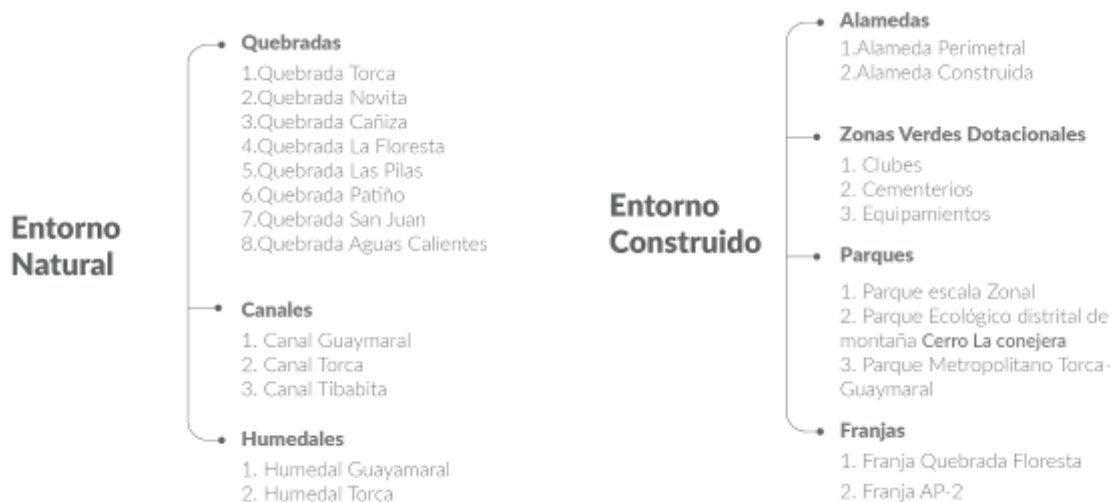 Entorno
Natural
Quebradas
1.Quebrada Torca
2.Quebrada Novita
3.Quebrada Cañiza
4.Quebrada La Floresta
5.Quebrada Las Pilas
6.Quebrada Patiño
7.Quebrada San Juan
8.Quebrada Aguas Calientes
Canales
1. Canal Guaymaral
2. Canal Torca
3. Canal Tibabita
Humedales
1. Humedal Guayamaral
2. Humedal Torca
Entorno
Construido
Alamedas
1.Alameda Perimetral
2.Alameda Construida
Zonas Verdes Dotacionales
1. Clubes
2. Cementerios
3. Equipamientos
Parques
1. Parque escala Zonal
2. Parque Ecológico distrital de
montaña Cerro La conejera
3. Parque Metropolitano Torca-
Guaymaral
Franjas
1. Franja Quebrada Floresta
2. Franja AP-2